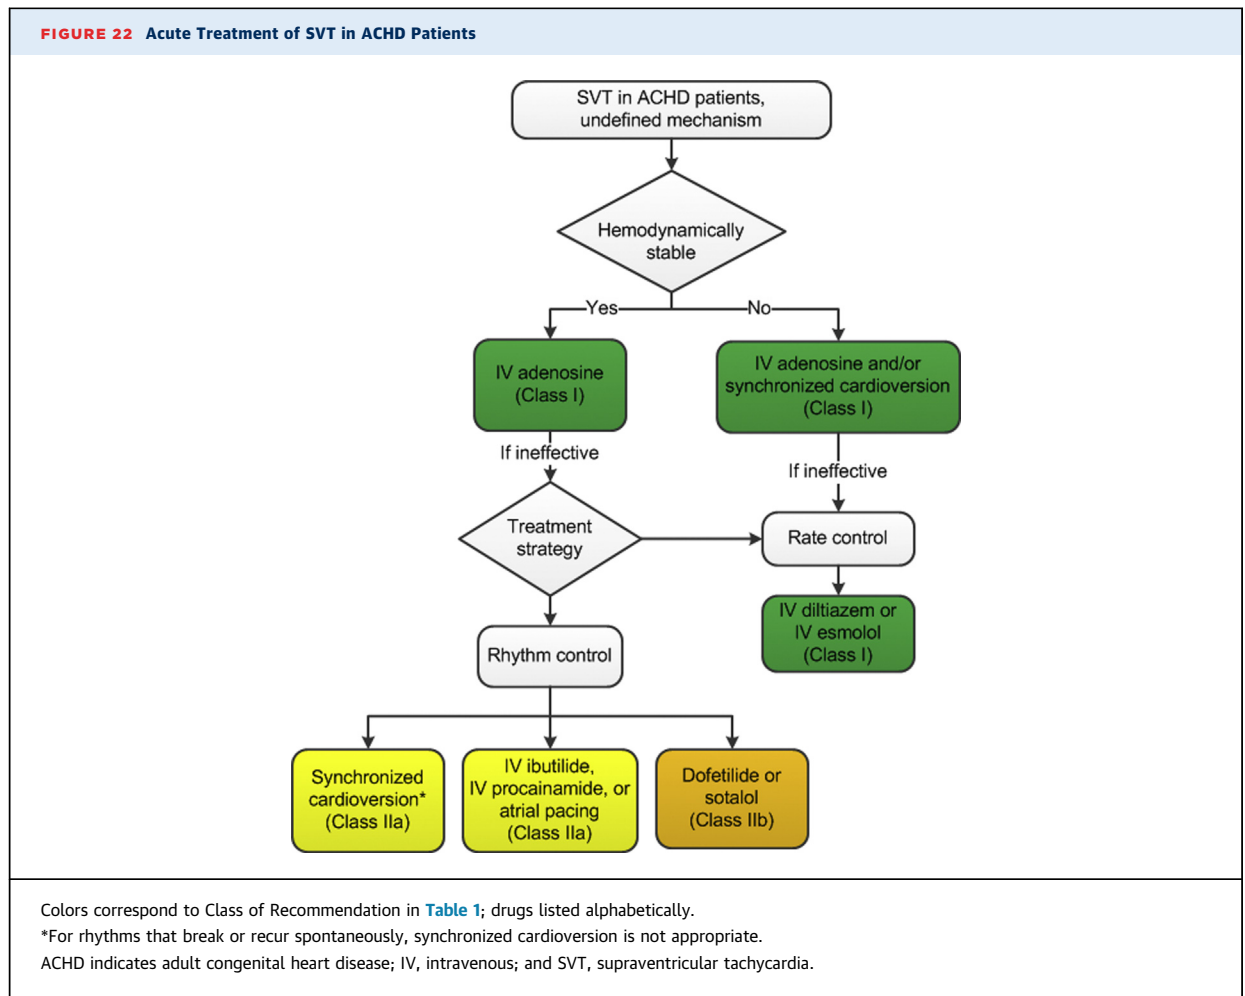 FIGURE 22 Acute Treatment of SVT in ACHD Patients
SVT in ACHD patients,
undefined mechanism
Hemodynamically
stable
Yes
No
IV adenosine
(Class I)
IV adenosine and/or
synchronized cardioversion
(Class I)
If ineffective
If ineffective
Treatment
strategy
Rate control
IV diltiazem or
IV esmolol
(Class I)
Rhythm control
Synchronized
cardioversion*
(Class IIa)
IV ibutilide,
IV procainamide, or
atrial pacing
(Class IIa)
Dofetilide or
sotalol
(Class IIb)
Colors correspond to Class of Recommendation in Table 1; drugs listed alphabetically.
*For rhythms that break or recur spontaneously, synchronized cardioversion is not appropriate.
ACHD indicates adult congenital heart disease; IV, intravenous; and SVT, supraventricular tachycardia.